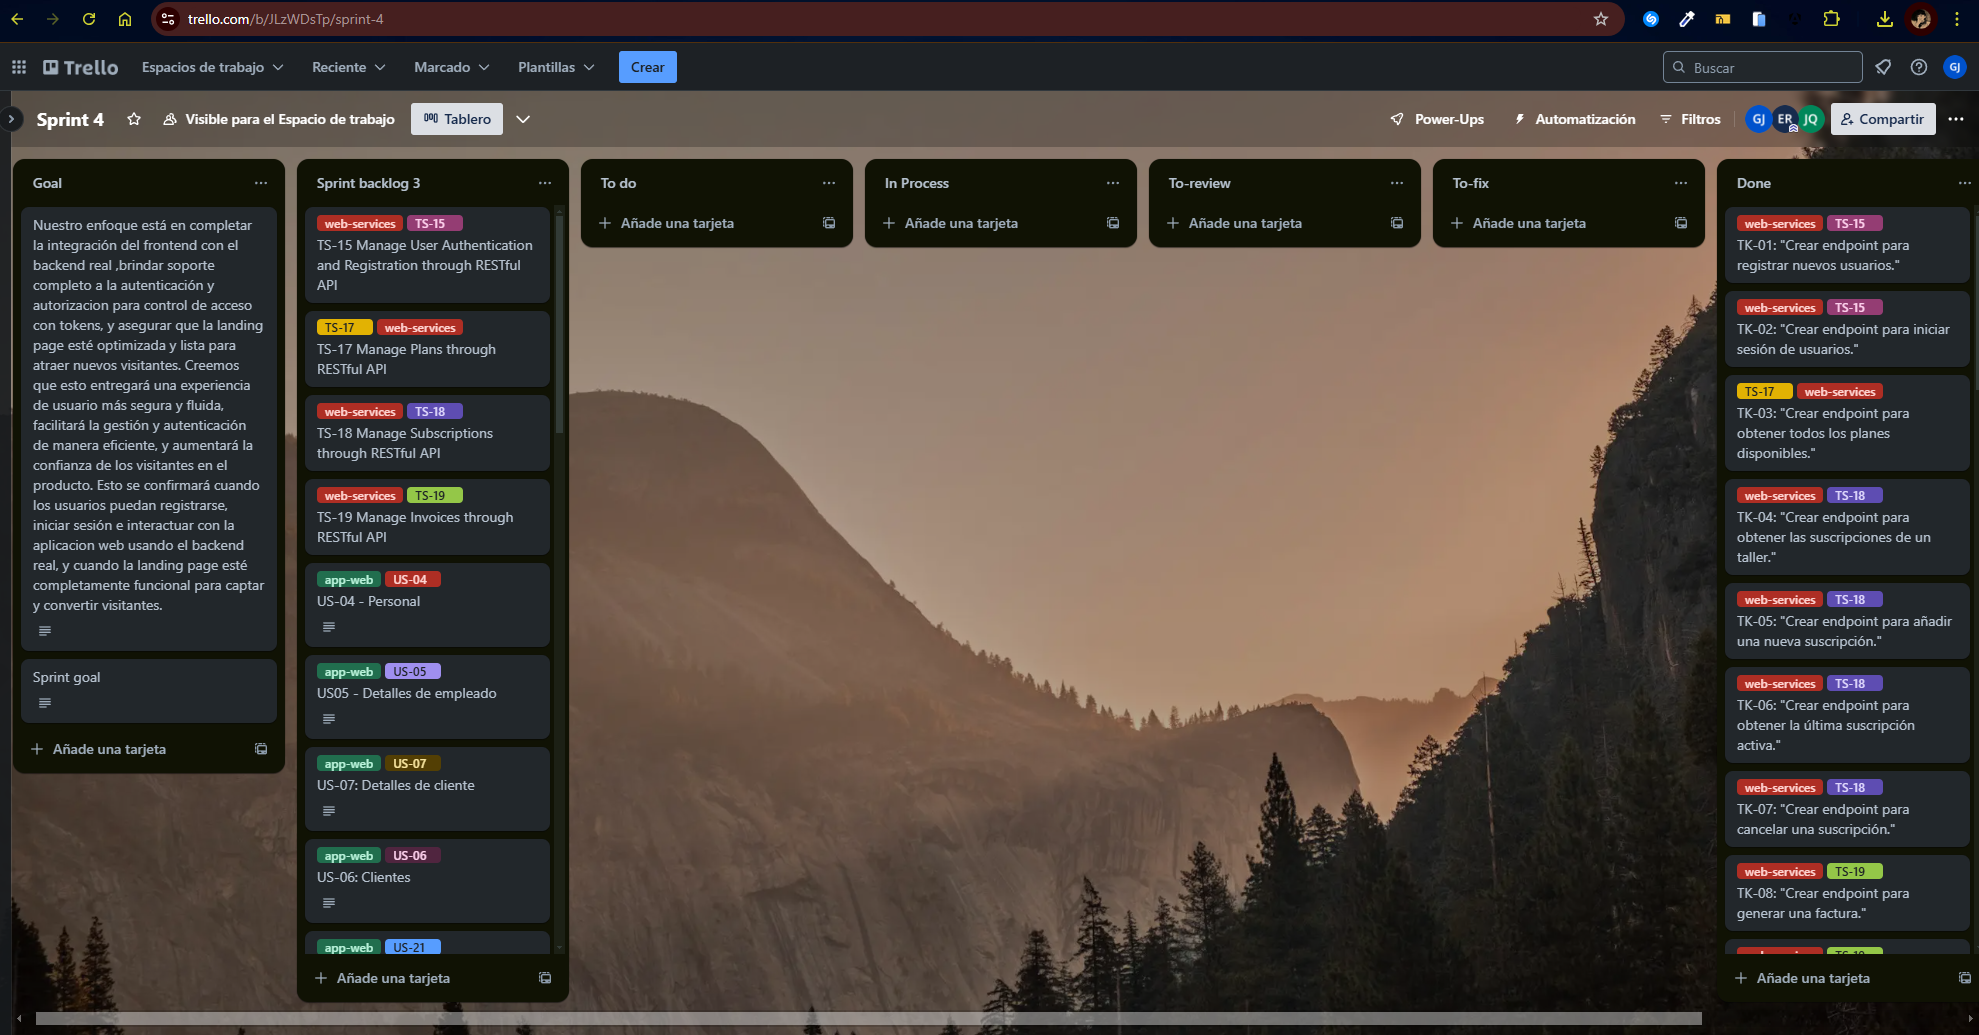 trello.com/b/JLzWDsTp/sprint-4
Trello
Espacios de trabajo
Reciente
Marcado
Plantillas
Crear
Buscar
GJ
Sprint 4
Visible para el Espacio de trabajo
Tablero
Power-Ups
Automatización
Filtros
GJ
ER
JQ
Compartir
Goal
Nuestro enfoque está en completar
la integración del frontend con el
backend real ,brindar soporte
completo a la autenticación y
autorizacion para control de acceso
con tokens, y asegurar que la landing
page esté optimizada y lista para
atraer nuevos visitantes. Creemos
que esto entregará una experiencia
de usuario más segura y fluida,
facilitará la gestión y autenticación
de manera eficiente, y aumentará la
confianza de los visitantes en el
producto. Esto se confirmará cuando
los usuarios puedan registrarse,
iniciar sesión e interactuar con la
aplicacion web usando el backend
real, y cuando la landing page esté
completamente funcional para captar
y convertir visitantes.
Sprint goal
Añade una tarjeta
Sprint backlog 3
web-services TS-15
TS-15 Manage User Authentication
and Registration through RESTful
API
TS-17 web-services
TS-17 Manage Plans through
RESTful API
web-services TS-18
TS-18 Manage Subscriptions
through RESTful API
web-services TS-19
TS-19 Manage Invoices through
RESTful API
app-web US-04
US-04 - Personal
app-web US-05
US05 - Detalles de empleado
app-web US-07
US-07: Detalles de cliente
app-web US-06
US-06: Clientes
app-web US-21
Añade una tarjeta
To do
Añade una tarjeta
In Process
Añade una tarjeta
To-review
Añade una tarjeta
To-fix
Añade una tarjeta
Done
web-services TS-15
TK-01: "Crear endpoint para
registrar nuevos usuarios."
web-services TS-15
TK-02: "Crear endpoint para iniciar
sesión de usuarios."
TS-17 web-services
TK-03: "Crear endpoint para
obtener todos los planes
disponibles."
web-services TS-18
TK-04: "Crear endpoint para
obtener las suscripciones de un
taller."
web-services TS-18
TK-05: "Crear endpoint para añadir
una nueva suscripción."
web-services TS-18
TK-06: "Crear endpoint para
obtener la última suscripción
activa."
web-services TS-18
TK-07: "Crear endpoint para
cancelar una suscripción."
web-services TS-19
TK-08: "Crear endpoint para
generar una factura."
Añade una tarjeta